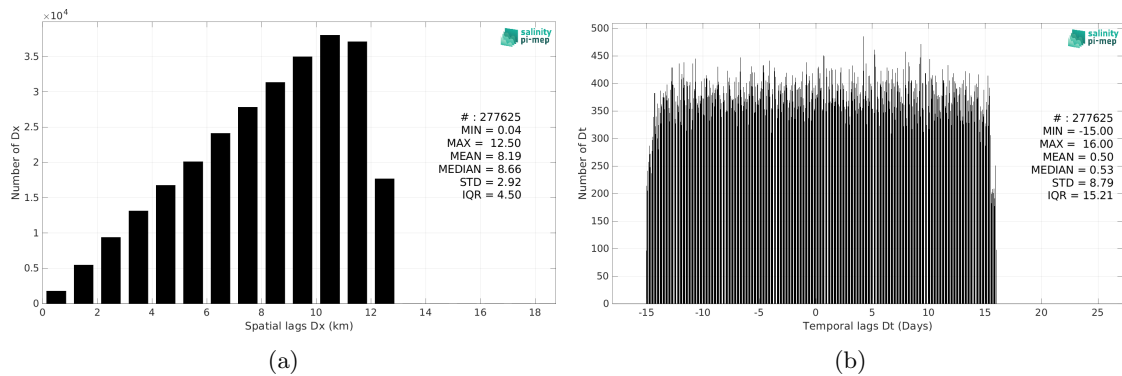 ×10^4
3.5
3
2.5
2
1.5
1
0.5
0
Number of Dx
0 2 4 6 8 10 12 14 16 18
Spatial lags Dx (km)
salinity
pi-mep
# : 277625
MIN = 0.04
MAX = 12.50
MEAN = 8.19
MEDIAN = 8.66
STD = 2.92
IQR = 4.50
(a)
500
450
400
350
300
250
200
150
100
50
0
Number of Dt
-15 -10 -5 0 5 10 15 20 25
Temporal lags Dt (Days)
salinity
pi-mep
# : 277625
MIN = -15.00
MAX = 16.00
MEAN = 0.50
MEDIAN = 0.53
STD = 8.79
IQR = 15.21
(b)